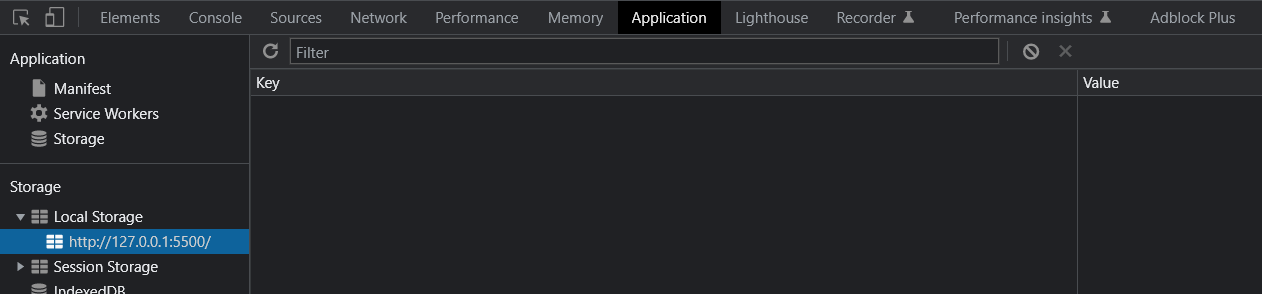 Elements Console Sources Network Performance Memory Application Lighthouse Recorder Performance insights Adblock Plus
Application
Manifest
Service Workers
Storage
Storage
Local Storage
http://127.0.0.1:5500/
Session Storage
IndexedDB
Filter
Key Value